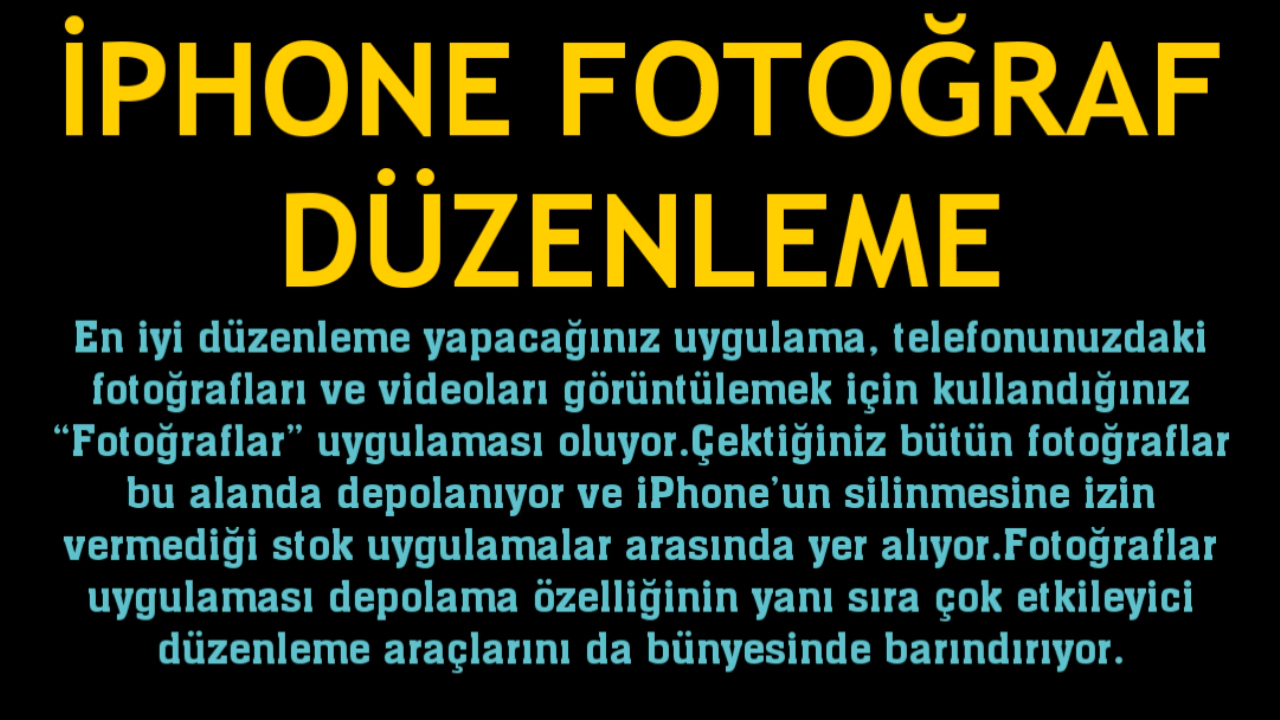 İPHONE FOTOĞRAF
DÜZENLEME
En iyi düzenleme yapacağınız uygulama, telefonunuzdaki
fotoğrafları ve videoları görüntülemek için kullandığınız
“Fotoğraflar” uygulaması oluyor.Çektiğiniz bütün fotoğraflar
bu alanda depolanıyor ve iPhone’un silinmesine izin
vermediği stok uygulamalar arasında yer alıyor.Fotoğraflar
uygulaması depolama özelliğinin yanı sıra çok etkileyici
düzenleme araçlarını da bünyesinde barındırıyor.